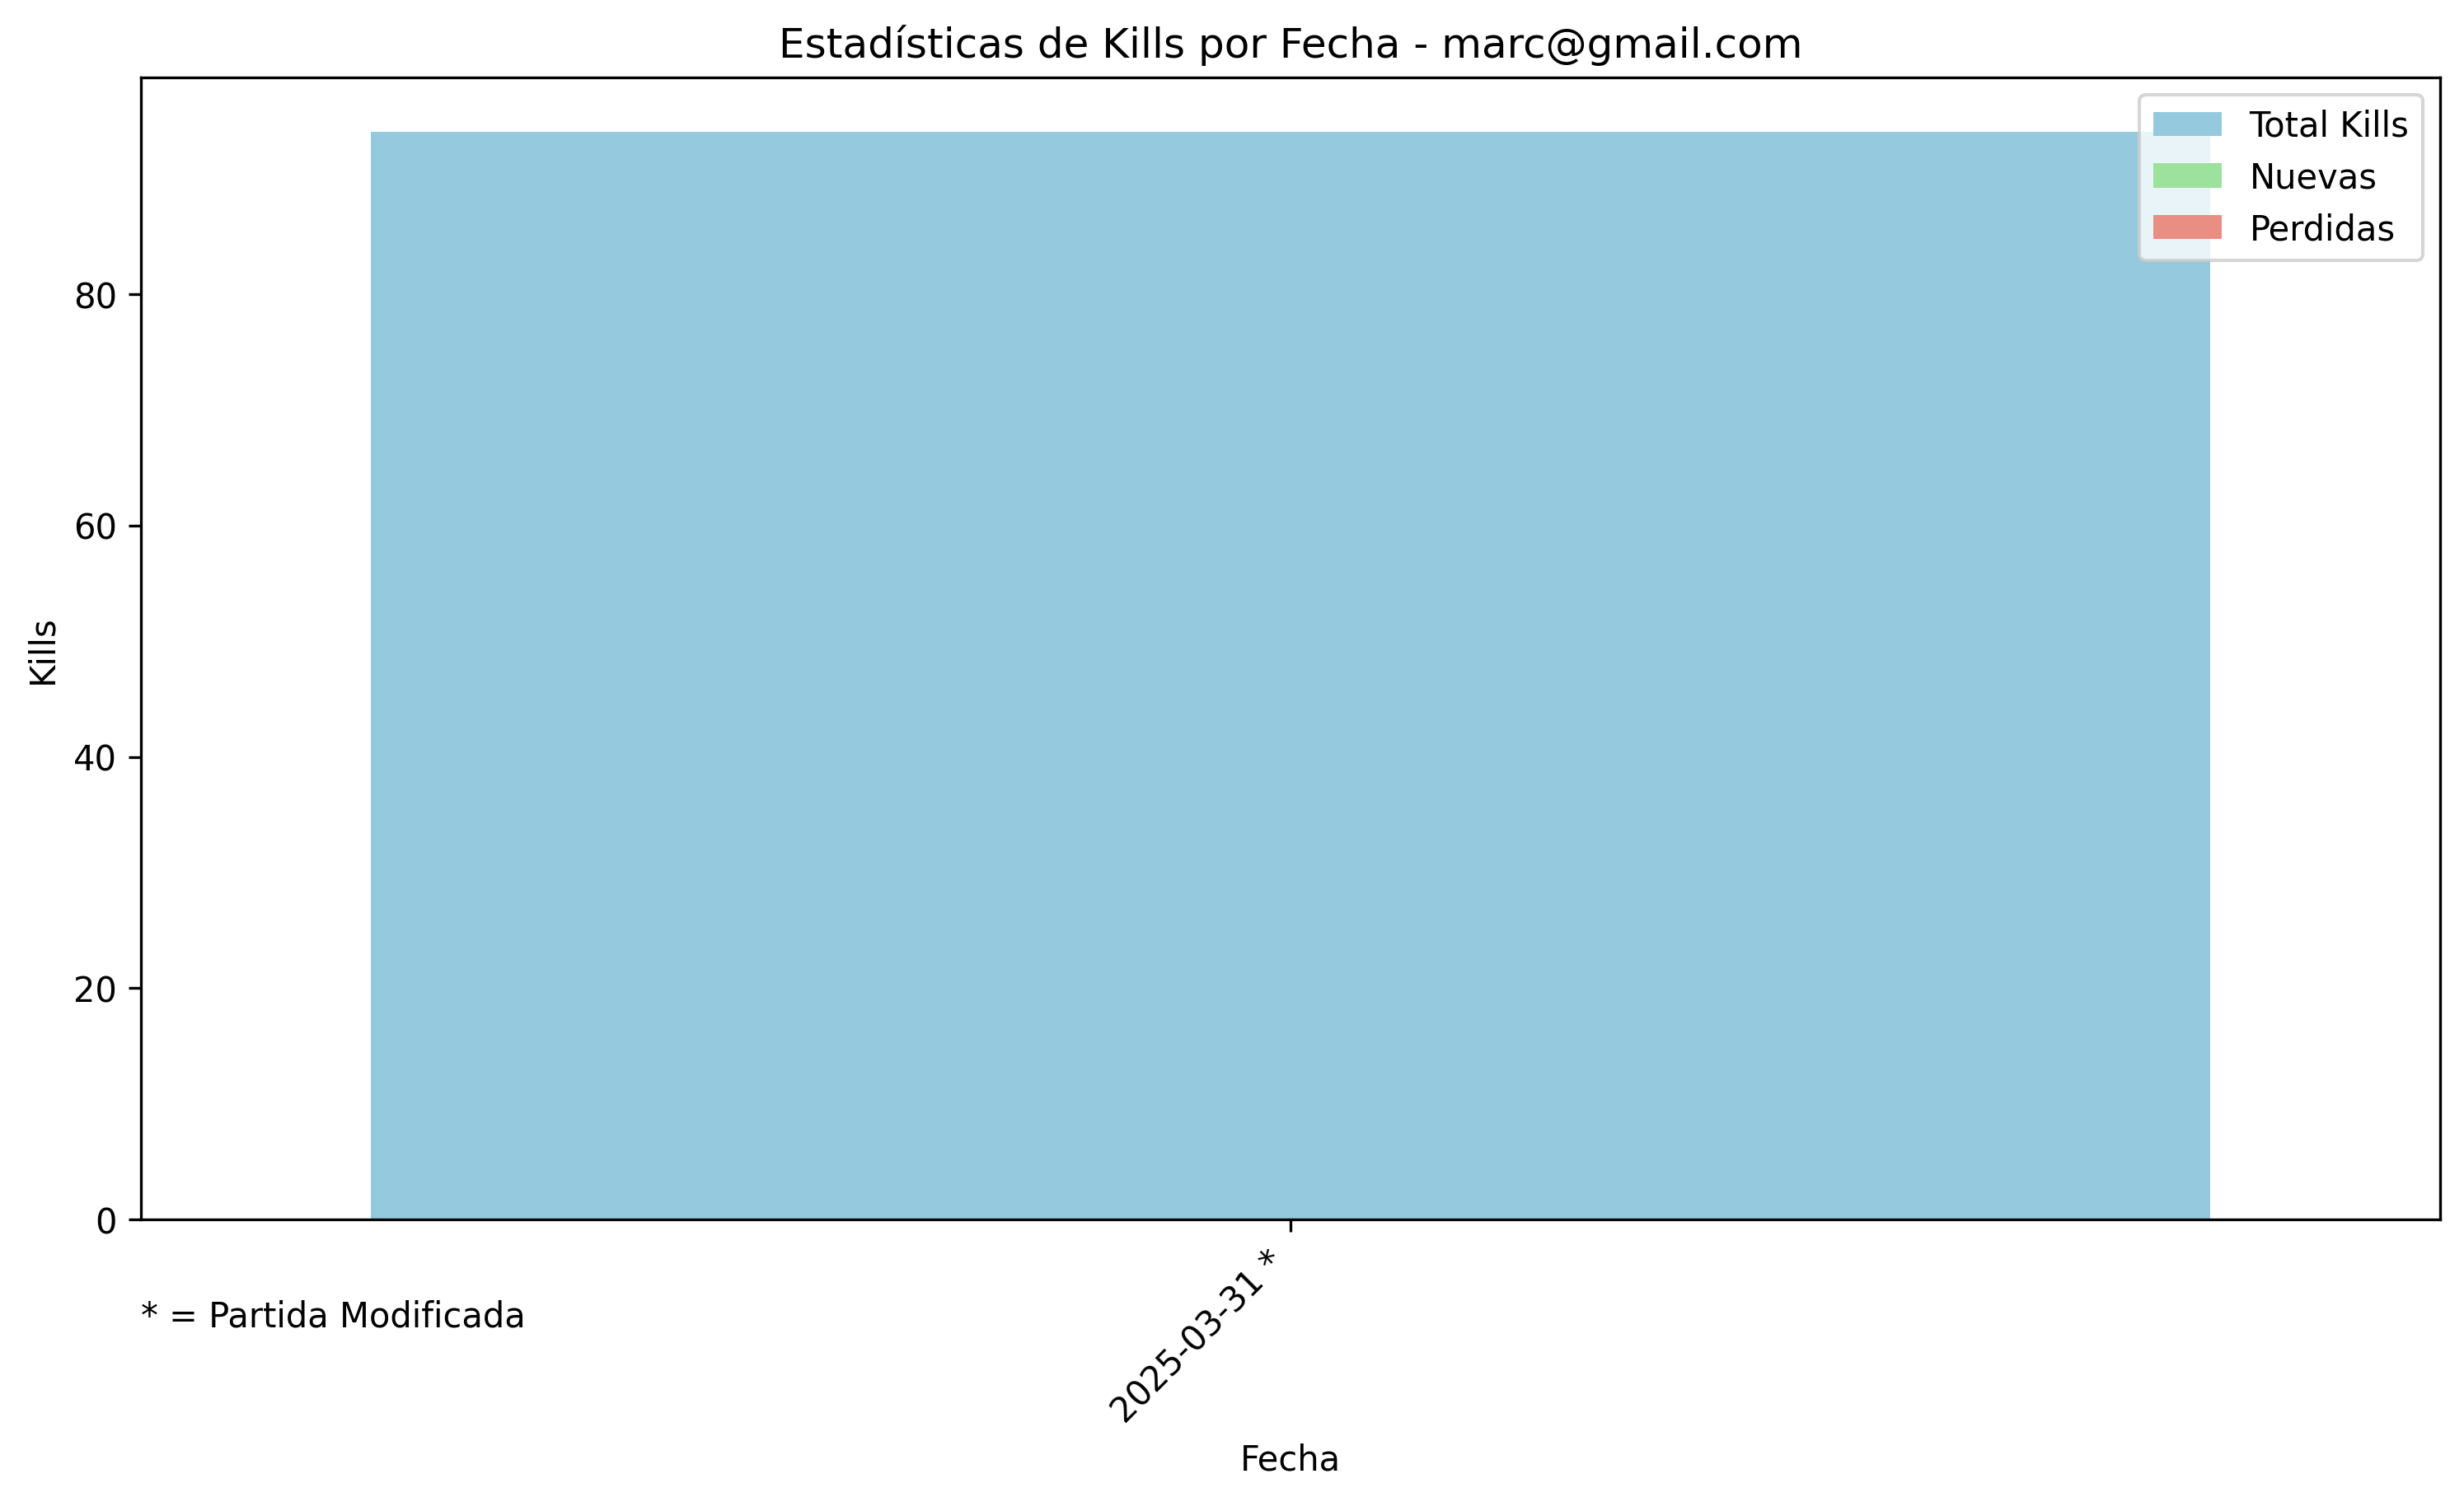 Estadísticas de Kills por Fecha - marc@gmail.com
Total Kills
Nuevas
Perdidas
80
60
40
20
0
Kills
2025-03-31 *
* = Partida Modificada
Fecha